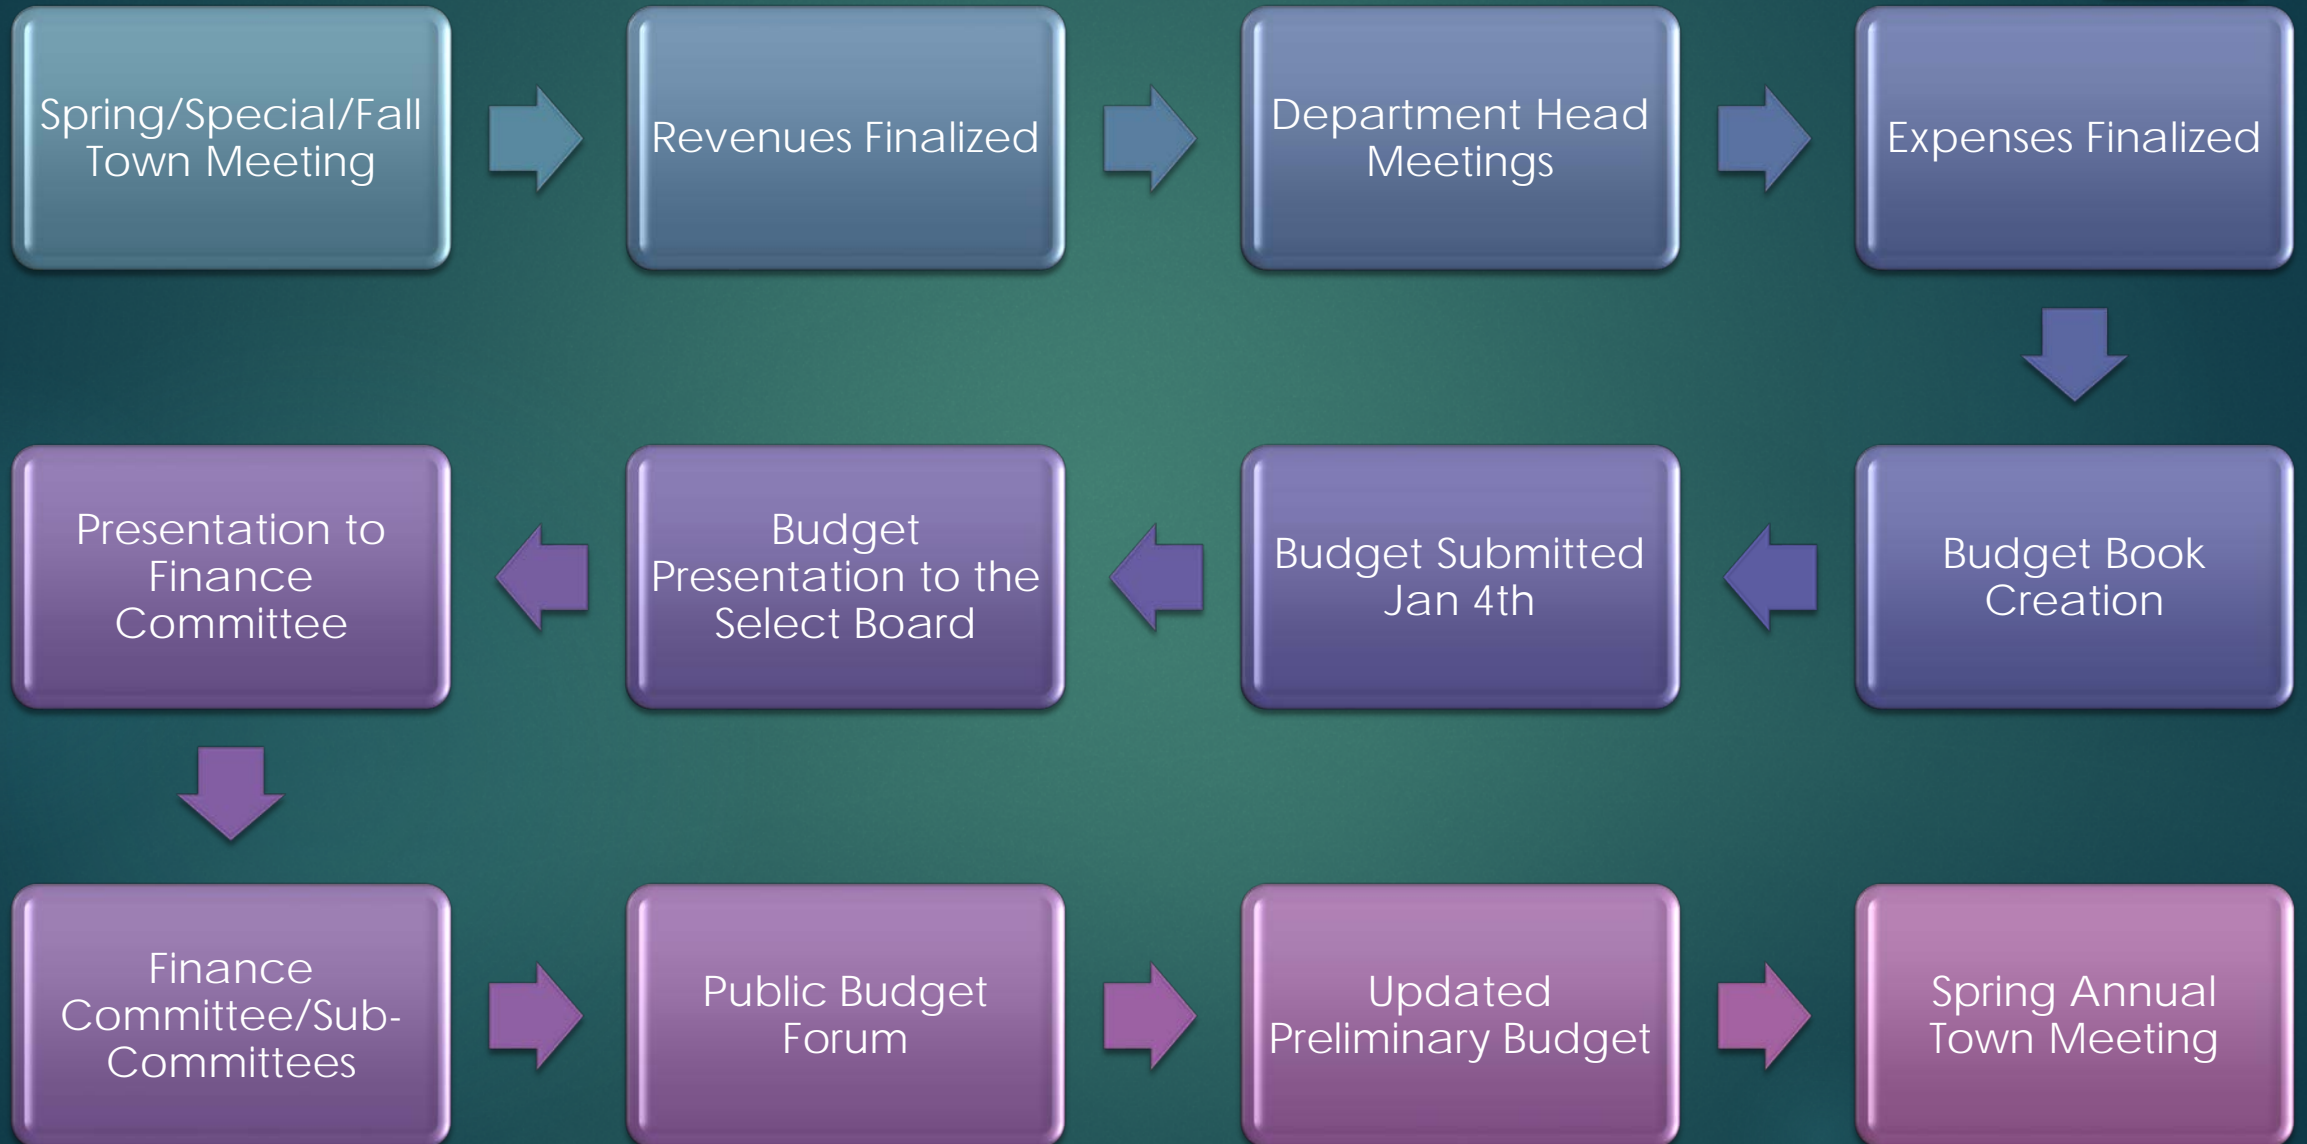 Spring/Special/Fall
Town Meeting
Revenues Finalized
Department Head
Meetings
Expenses Finalized
Budget Book
Creation
Budget Submitted
Jan 4th
Budget
Presentation to the
Select Board
Presentation to
Finance
Committee
Finance
Committee/Sub-
Committees
Public Budget
Forum
Updated
Preliminary Budget
Spring Annual
Town Meeting